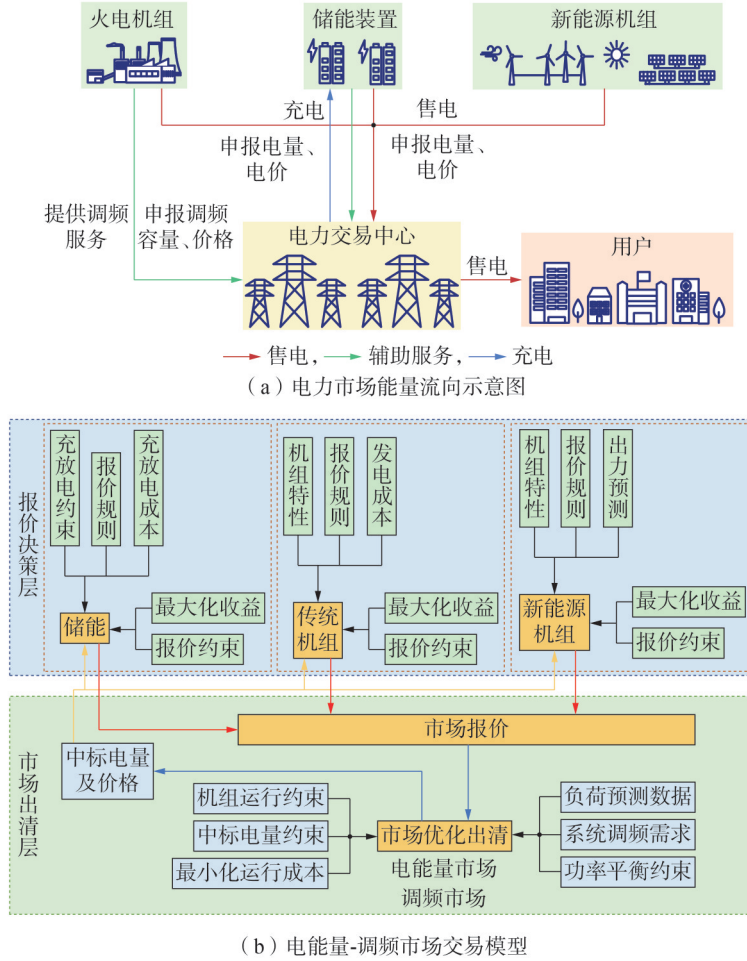 火电机组
储能装置
新能源机组
充电
售电
申报电量、
电价
申报电量、
电价
提供调频
服务
申报调频
容量、价格
电力交易中心
售电
用户
售电,
辅助服务,
充电
(a)电力市场能量流向示意图
报价决策层
充放电约束
报价规则
充放电成本
储能
最大化收益
报价约束
机组特性
报价规则
发电成本
传统
机组
最大化收益
报价约束
机组特性
报价规则
出力预测
新能源
机组
最大化收益
报价约束
市场出清层
市场报价
中标电量
及价格
机组运行约束
中标电量约束
最小化运行成本
市场优化出清
电能量市场
调频市场
负荷预测数据
系统调频需求
功率平衡约束
(b)电能量-调频市场交易模型